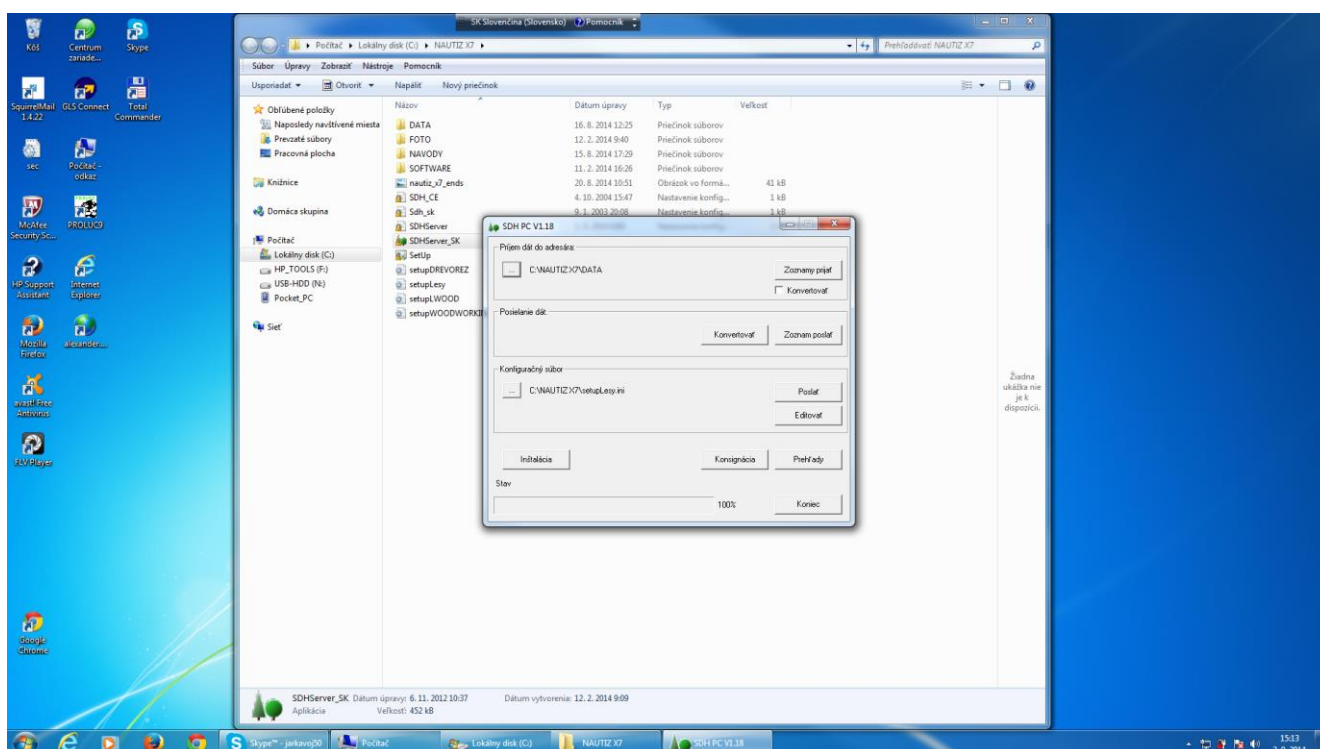 SK Slovenčina (Slovensko) Pomocník
Kôš
Centrum zariade...
Skype
SquirrelMail 1.4.22
GLS Connect
Total Commander
sec
Počítač - odkaz
McAfee Security Sc...
PROLUC9
HP Support Assistant
Internet Explorer
Mozilla Firefox
alexander....
avast! Free Antivirus
FLV Player
Google Chrome
Počítač ▸ Lokálny disk (C:) ▸ NAUTIZ X7 ▸
Prehľadávať NAUTIZ X7
Súbor Úpravy Zobraziť Nástroje Pomocník
Usporiadať Otvoriť Napáliť Nový priečinok
Obľúbené položky
Naposledy navštívené miesta
Prevzaté súbory
Pracovná plocha
Knižnice
Domáca skupina
Počítač
Lokálny disk (C:)
HP_TOOLS (F:)
USB-HDD (N:)
Pocket_PC
Sieť
Názov Dátum úpravy Typ Veľkosť
DATA 16. 8. 2014 12:25 Priečinok súborov
FOTO 12. 2. 2014 9:40 Priečinok súborov
NAVODY 15. 8. 2014 17:29 Priečinok súborov
SOFTWARE 11. 2. 2014 16:26 Priečinok súborov
nautiz_x7_ends 20. 8. 2014 10:51 Obrázok vo formá... 41 kB
SDH_CE 4. 10. 2004 15:47 Nastavenie konfig... 1 kB
Sdh_sk 9. 1. 2003 20:08 Nastavenie konfig... 1 kB
SDHServer
SDHServer_SK
SetUp
setupDREVOREZ
setupLesy
setupLWOOD
setupWOODWORKI
SDH PC V1.18
Príjem dát do adresára:
... C:\NAUTIZ X7\DATA Zoznamy prijať
Konvertovať
Posielanie dát:
Konvertovať Zoznam poslať
Konfiguračný súbor
... C:\NAUTIZ X7\setupLesy.ini Poslať
Editovať
Inštalácia Konsignácia Prehľady
Stav
100% Koniec
Žiadna
ukážka nie
je k
dispozícii.
SDHServer_SK Dátum úpravy: 6. 11. 2012 10:37 Dátum vytvorenia: 12. 2. 2014 9:09
Aplikácia Veľkosť: 452 kB
Skype™ - jarkavoj50 Počítač Lokálny disk (C:) NAUTIZ X7 SDH PC V1.18
15:13